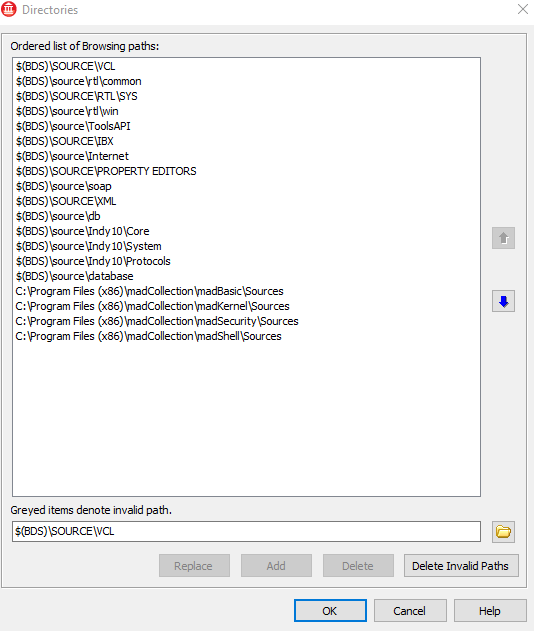 Directories
Ordered list of Browsing paths:
$(BDS)\SOURCE\VCL
$(BDS)\source\rtl\common
$(BDS)\SOURCE\RTL\SYS
$(BDS)\source\rtl\win
$(BDS)\source\ToolsAPI
$(BDS)\SOURCE\IBX
$(BDS)\source\Internet
$(BDS)\SOURCE\PROPERTY EDITORS
$(BDS)\source\soap
$(BDS)\SOURCE\XML
$(BDS)\source\db
$(BDS)\source\Indy10\Core
$(BDS)\source\Indy10\System
$(BDS)\source\Indy10\Protocols
$(BDS)\source\database
C:\Program Files (x86)\madCollection\madBasic\Sources
C:\Program Files (x86)\madCollection\madKernel\Sources
C:\Program Files (x86)\madCollection\madSecurity\Sources
C:\Program Files (x86)\madCollection\madShell\Sources
Greyed items denote invalid path.
$(BDS)\SOURCE\VCL
Replace Add Delete Delete Invalid Paths
OK Cancel Help